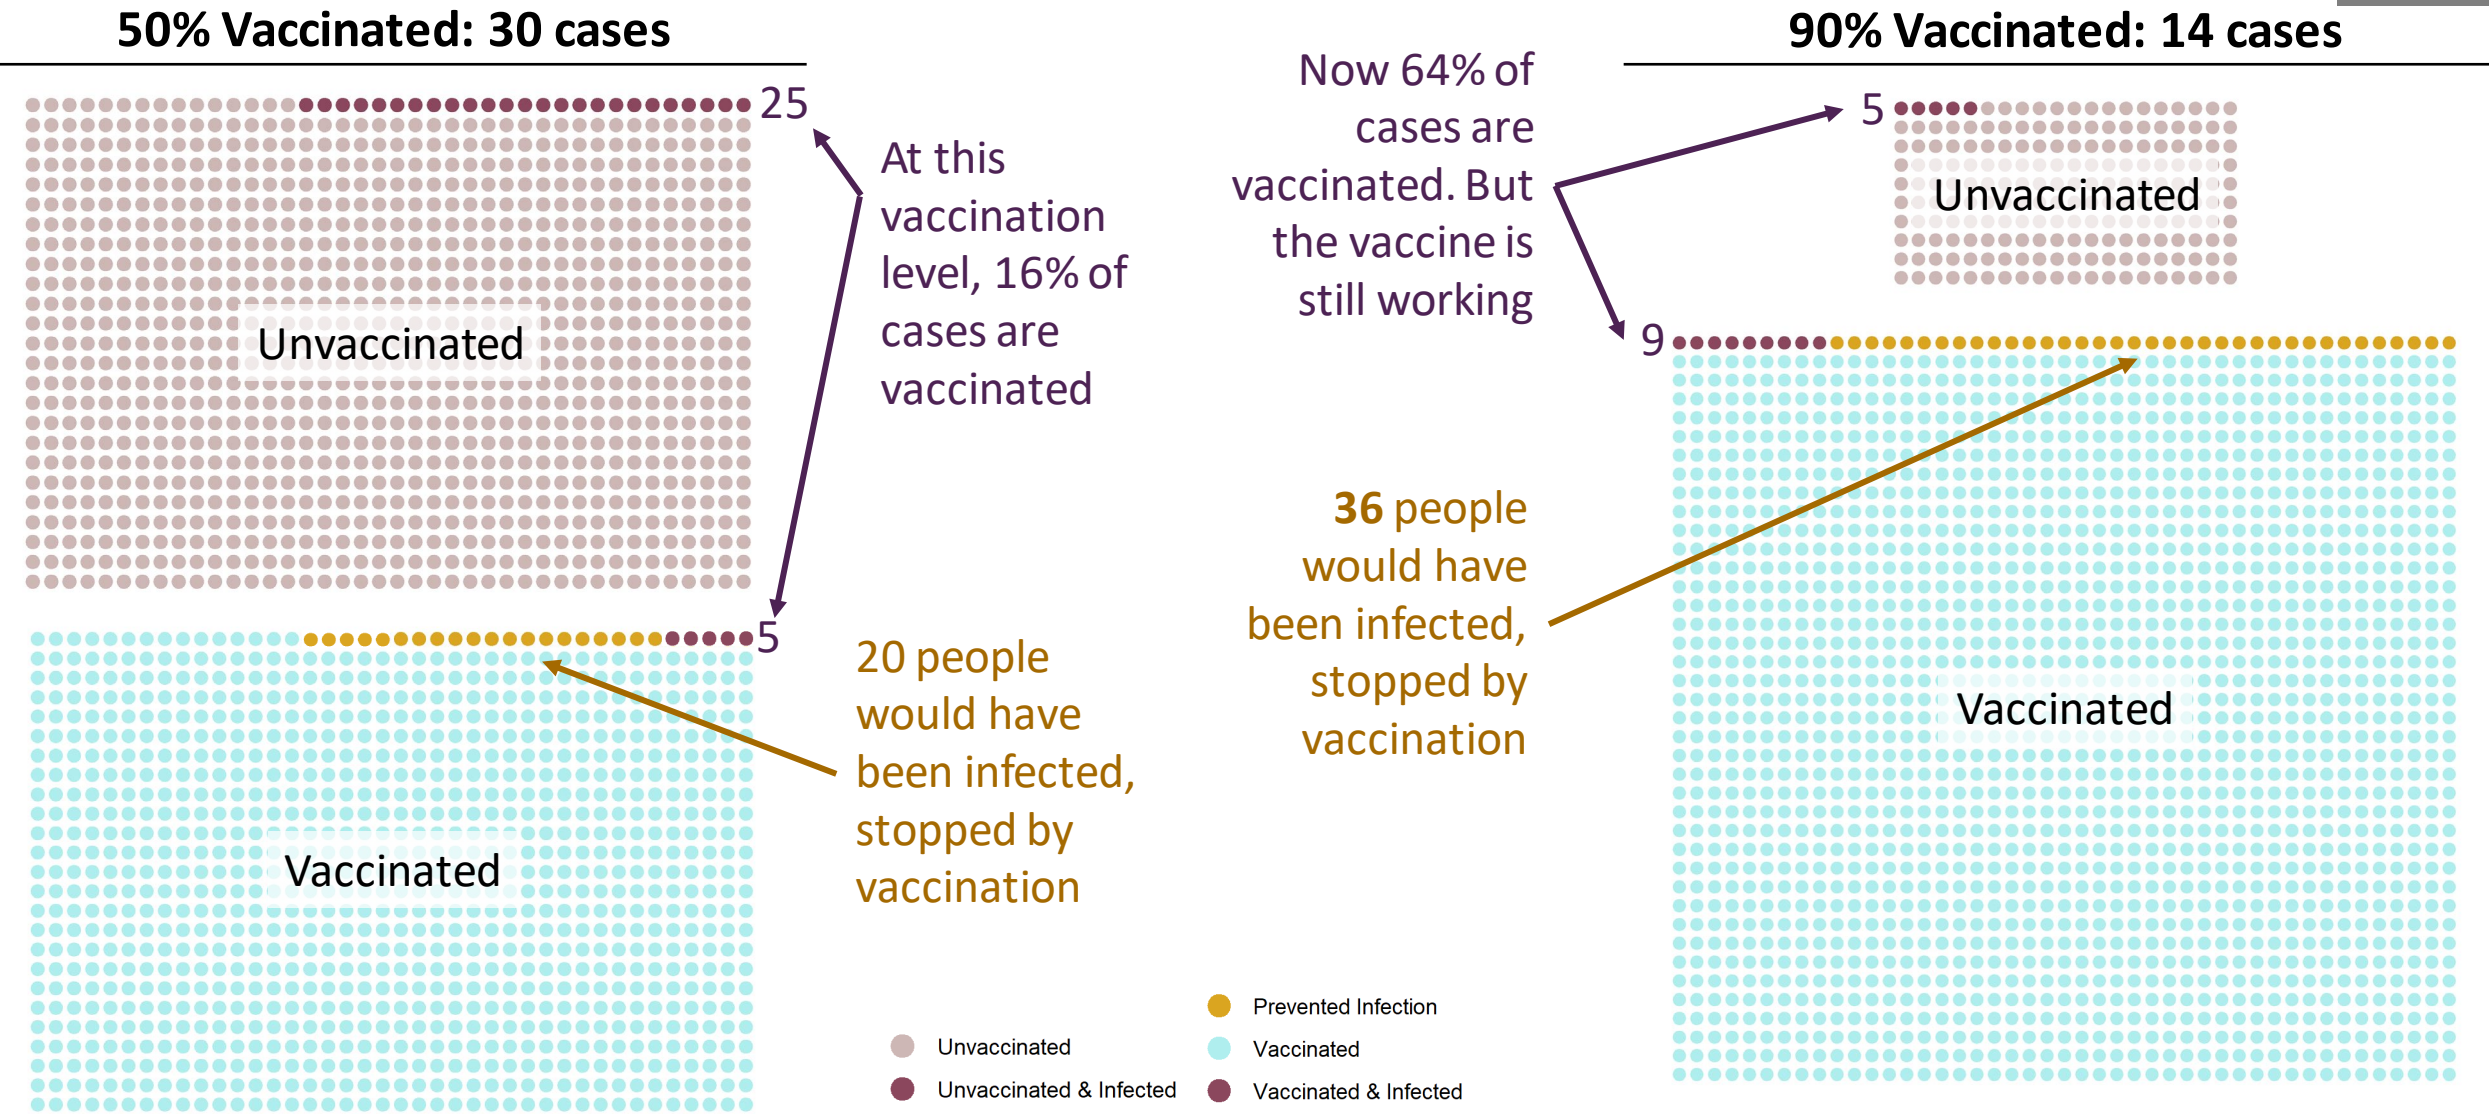 50% Vaccinated: 30 cases
25
Unvaccinated
At this
vaccination
level, 16% of
cases are
vaccinated
5
Vaccinated
20 people
would have
been infected,
stopped by
vaccination
90% Vaccinated: 14 cases
Now 64% of
cases are
vaccinated. But
the vaccine is
still working
5
Unvaccinated
9
36 people
would have
been infected,
stopped by
vaccination
Vaccinated
Unvaccinated
Unvaccinated & Infected
Prevented Infection
Vaccinated
Vaccinated & Infected